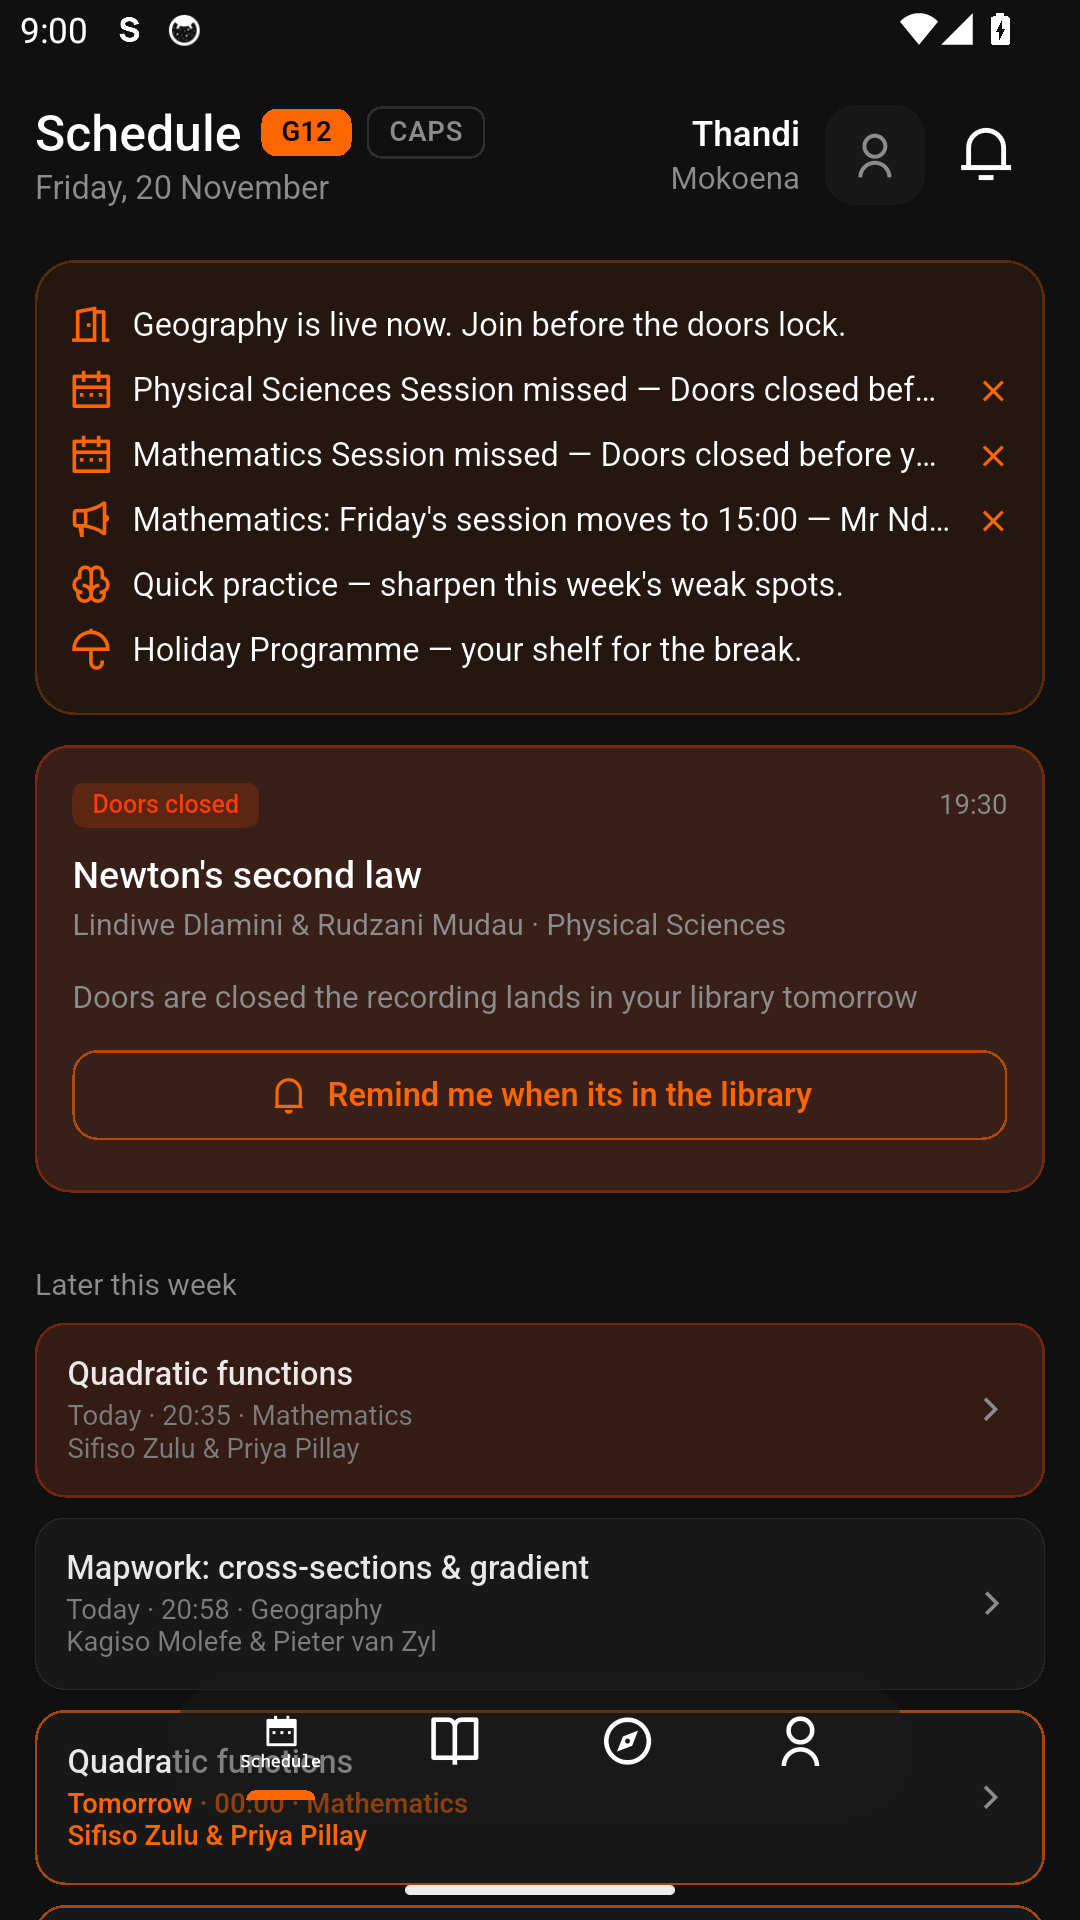 9:00 S
Schedule G12 CAPS
Friday, 20 November
Thandi
Mokoena
Geography is live now. Join before the doors lock.
Physical Sciences Session missed — Doors closed bef...
Mathematics Session missed — Doors closed before y...
Mathematics: Friday's session moves to 15:00 — Mr Nd...
Quick practice — sharpen this week's weak spots.
Holiday Programme — your shelf for the break.
Doors closed 19:30
Newton's second law
Lindiwe Dlamini & Rudzani Mudau · Physical Sciences
Doors are closed the recording lands in your library tomorrow
Remind me when its in the library
Later this week
Quadratic functions
Today · 20:35 · Mathematics
Sifiso Zulu & Priya Pillay
Mapwork: cross-sections & gradient
Today · 20:58 · Geography
Kagiso Molefe & Pieter van Zyl
Quadratic functions
Schedule
Tomorrow · 00:00 · Mathematics
Sifiso Zulu & Priya Pillay